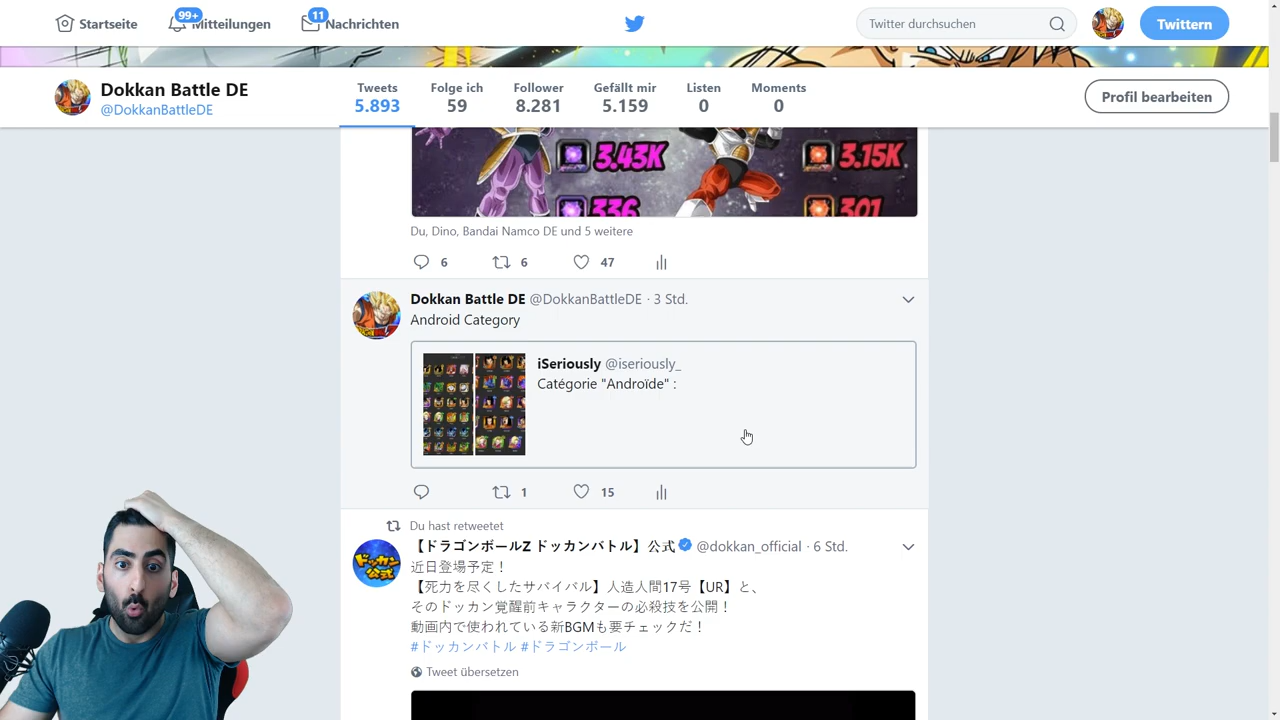 Startseite
99+
Mitteilungen
11
Nachrichten
Twitter durchsuchen
Twittern
Dokkan Battle DE
@DokkanBattleDE
Tweets
5.893
Folge ich
59
Follower
8.281
Gefällt mir
5.159
Listen
0
Moments
0
Profil bearbeiten
3.43K
3.15K
336
301
Du, Dino, Bandai Namco DE und 5 weitere
6
6
47
Dokkan Battle DE @DokkanBattleDE · 3 Std.
Android Category
iSeriously @iseriously_
Catégorie "Androïde" :
1
15
Du hast retweetet
【ドラゴンボールZ ドッカンバトル】公式 @dokkan_official · 6 Std.
近日登場予定！
【死力を尽くしたサバイバル】人造人間17号【UR】と、
そのドッカン覚醒前キャラクターの必殺技を公開！
動画内で使われている新BGMも要チェックだ！
#ドッカンバトル #ドラゴンボール
Tweet übersetzen
ドッカン
公式